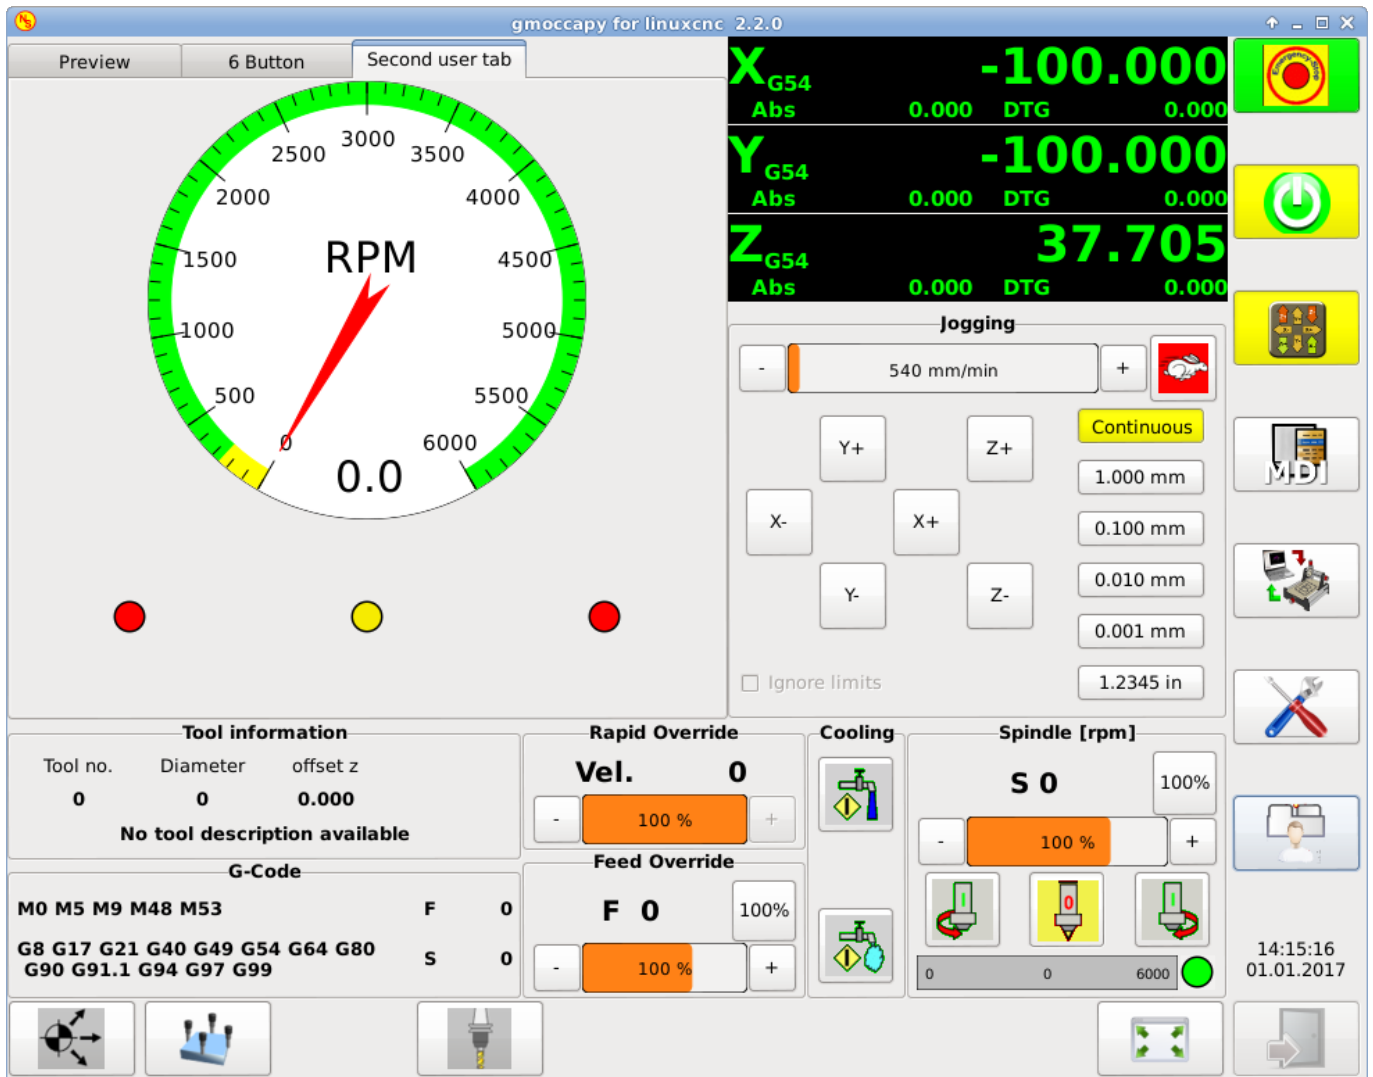 gmoccapy for linuxcnc 2.2.0
Preview
6 Button
Second user tab
3000
2500
3500
2000
4000
1500
4500
1000
5000
500
5500
0
6000
RPM
0.0
X G54 -100.000
Abs 0.000 DTG 0.000
Y G54 -100.000
Abs 0.000 DTG 0.000
Z G54 37.705
Abs 0.000 DTG 0.000
Emergency-Stop
Jogging
- 540 mm/min +
Y+ Z+
X- X+
Y- Z-
Continuous
1.000 mm
0.100 mm
0.010 mm
0.001 mm
1.2345 in
Ignore limits
MDI
Tool information
Tool no. Diameter offset z
0 0 0.000
No tool description available
G-Code
M0 M5 M9 M48 M53 F 0
G8 G17 G21 G40 G49 G54 G64 G80
G90 G91.1 G94 G97 G99
S 0
Rapid Override
Vel. 0
- 100 % +
Feed Override
F 0 100%
- 100 % +
Cooling
Spindle [rpm]
S 0 100%
- 100 % +
0 0 6000
14:15:16
01.01.2017